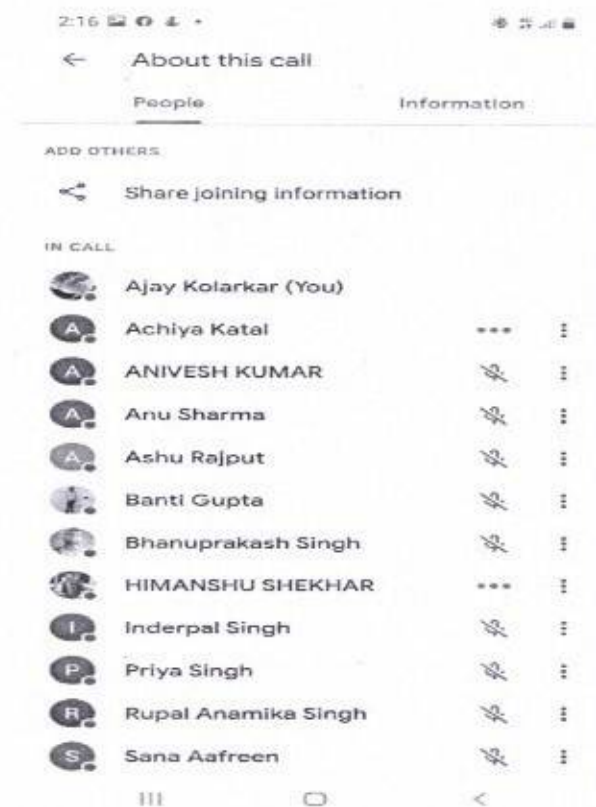 2:16
About this call
People Information
ADD OTHERS
Share joining information
IN CALL
Ajay Kolarkar (You)
A Achiya Katal
A ANIVESH KUMAR
A Anu Sharma
A Ashu Rajput
Banti Gupta
Bhanuprakash Singh
HIMANSHU SHEKHAR
I Inderpal Singh
P Priya Singh
R Rupal Anamika Singh
S Sana Aafreen